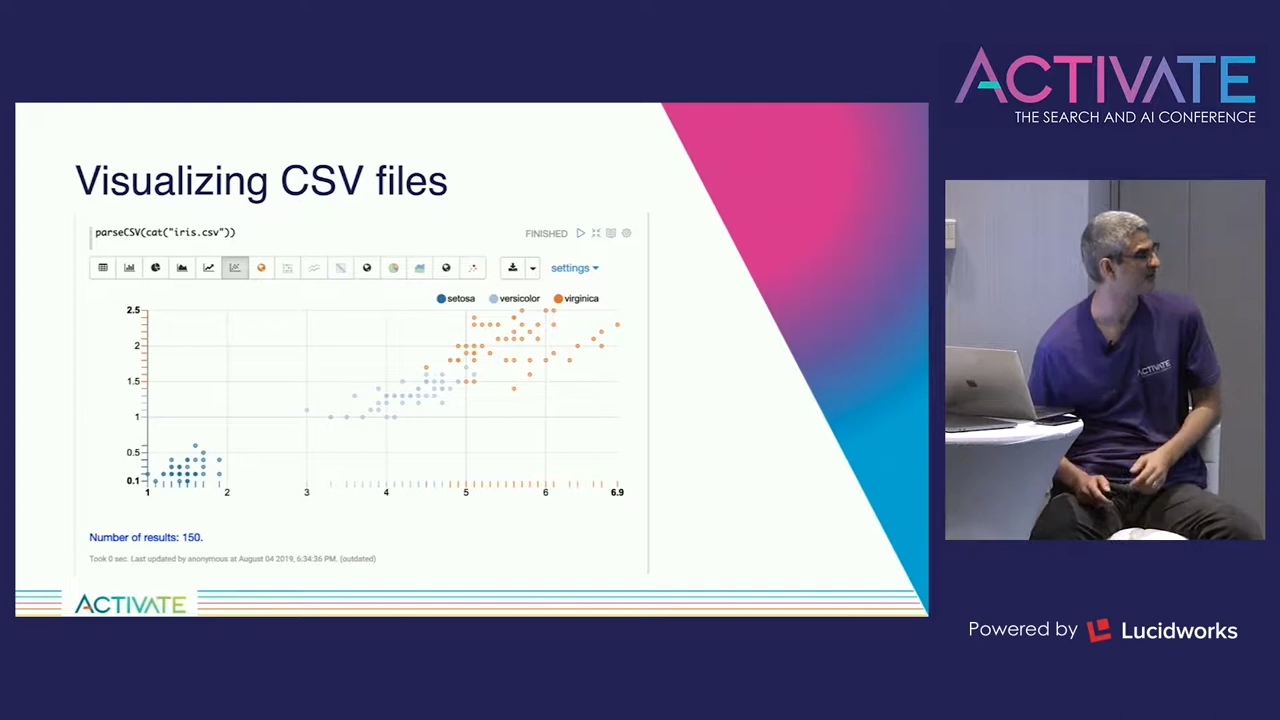 ACTIVATE
THE SEARCH AND AI CONFERENCE
Visualizing CSV files
parseCSV(cat("iris.csv"))
FINISHED
settings
setosa versicolor virginica
2.5
2
1.5
1
0.5
0.1
1 2 3 4 5 6 6.9
Number of results: 150.
Took 0 sec. Last updated by anonymous at August 04 2019, 6:34:36 PM. (outdated)
ACTIVATE
ACTIVATE
Powered by Lucidworks